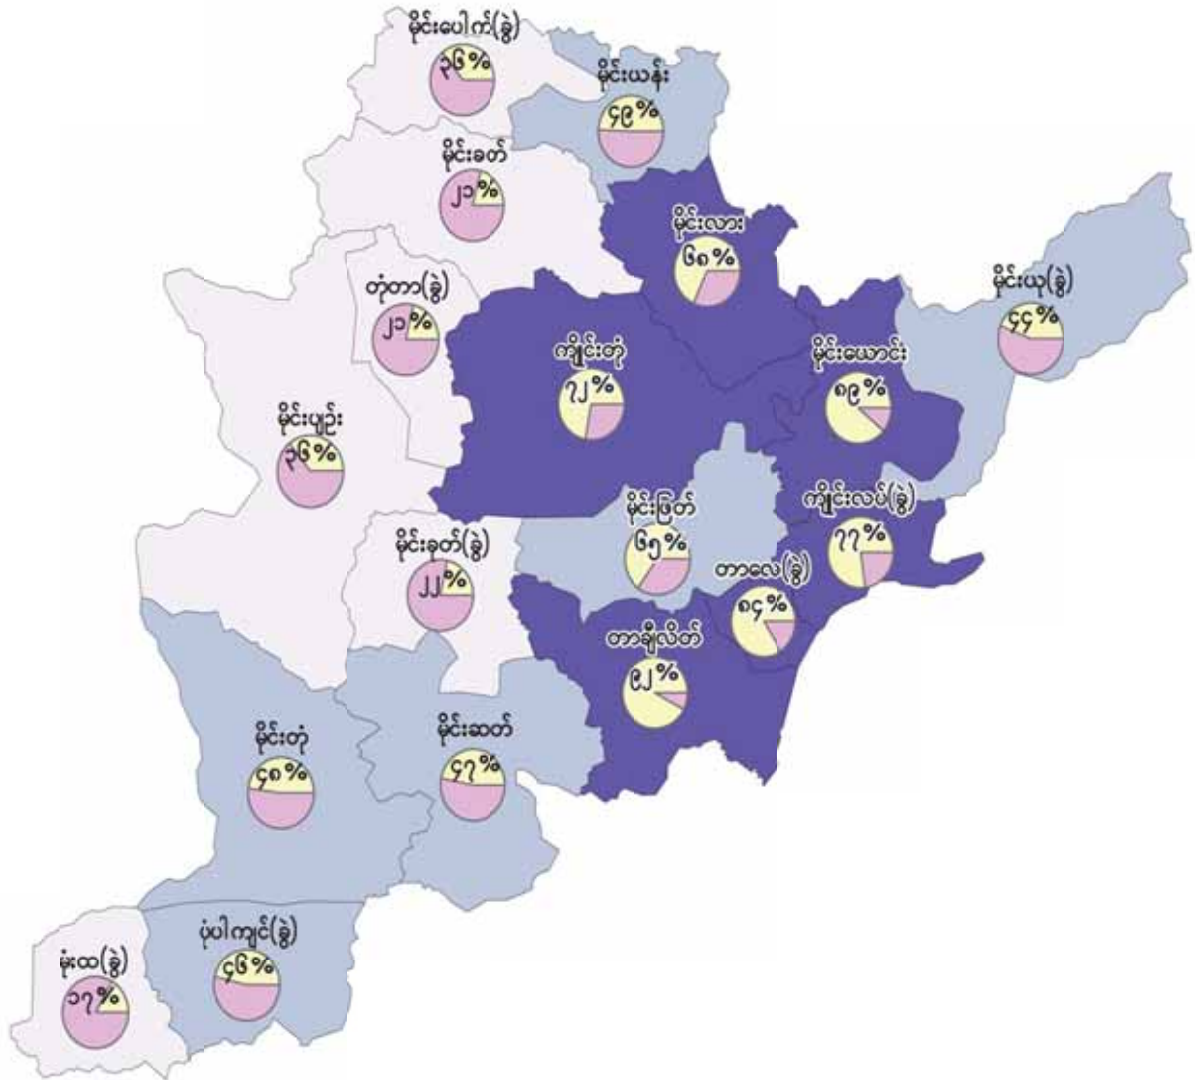 မိုင်းပေါက်(ခွဲ)
၃၆%
မိုင်းယန်း
၄၉%
မိုင်းခတ်
၂၁%
မိုင်းလား
၆၈%
မိုင်းယု(ခွဲ)
၄၄%
တုံတာ(ခွဲ)
၂၁%
ကျိုင်းတုံ
၇၂%
မိုင်းယောင်း
၈၉%
မိုင်းပျဉ်း
၃၆%
ကျိုင်းလပ်(ခွဲ)
၇၇%
မိုင်းဖြတ်
၆၅%
မိုင်းခုတ်(ခွဲ)
၂၂%
တာလေ(ခွဲ)
၈၄%
တာချီလိတ်
၉၂%
မိုင်းတုံ
၄၈%
မိုင်းဆတ်
၄၇%
ပုံပါကျင်(ခွဲ)
၄၆%
မုံးထ(ခွဲ)
၁၇%